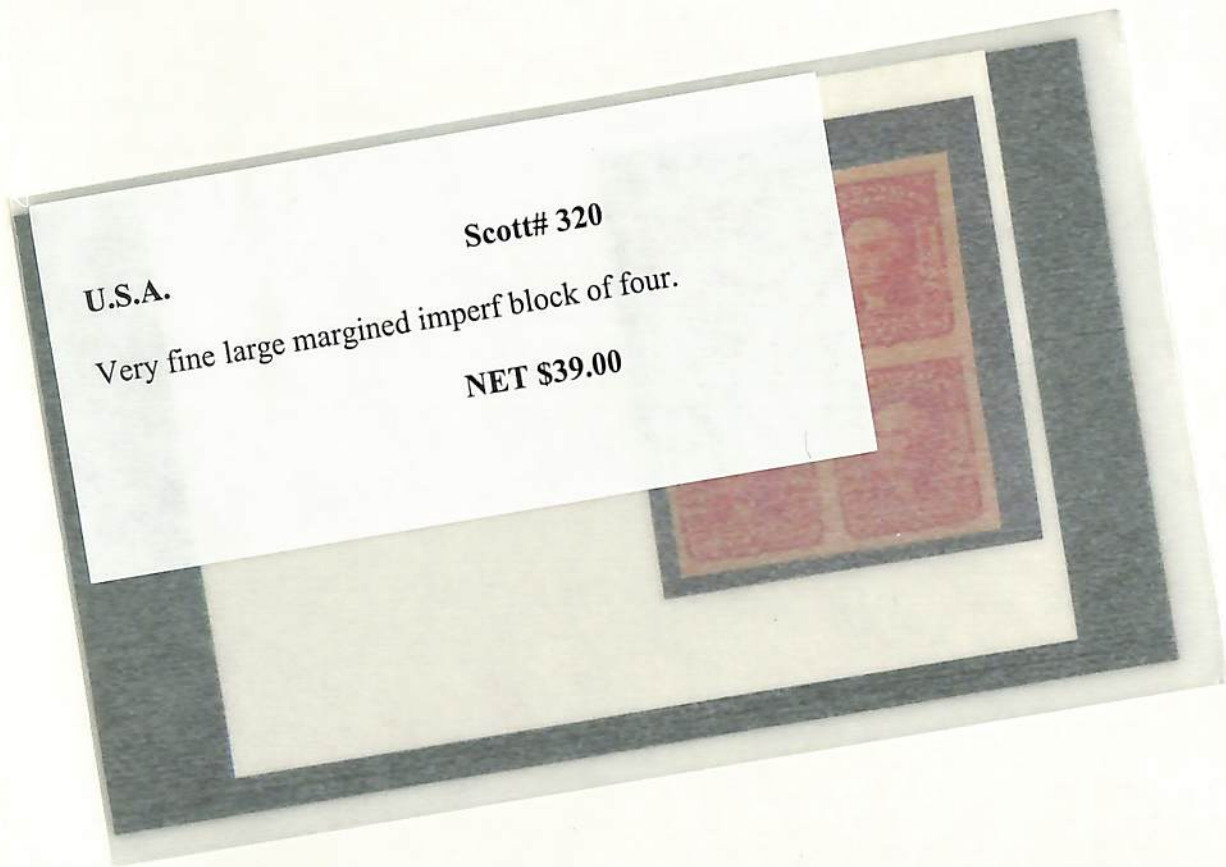 Scott# 320
U.S.A.
Very fine large margined imperf block of four.
NET $39.00